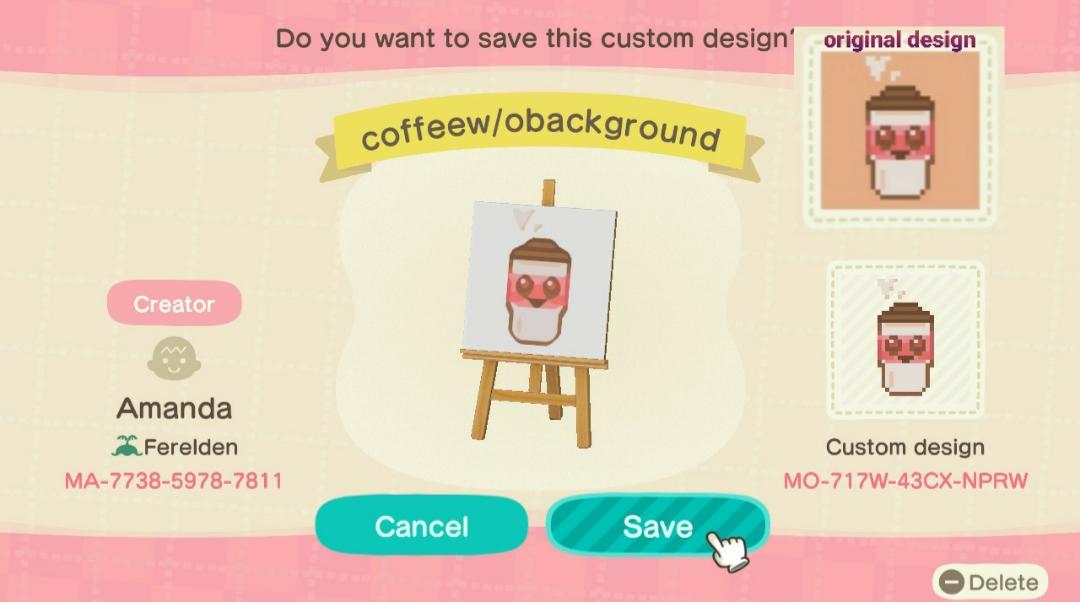 Do you want to save this custom design?
original design
coffeew/obackground
Creator
Amanda
Ferelden
MA-7738-5978-7811
Custom design
MO-717W-43CX-NPRW
Cancel
Save
Delete